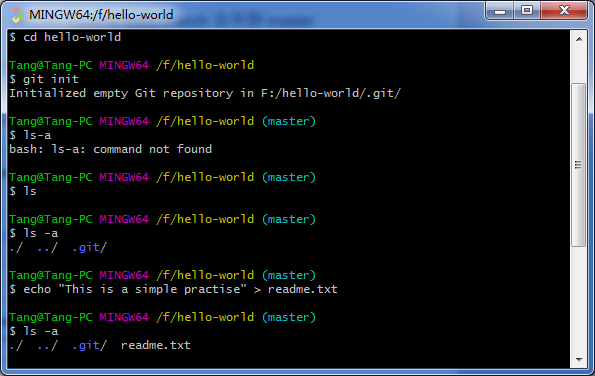 MINGW64:/f/hello-world
$ cd hello-world
Tang@Tang-PC MINGW64 /f/hello-world
$ git init
Initialized empty Git repository in F:/hello-world/.git/
Tang@Tang-PC MINGW64 /f/hello-world (master)
$ ls-a
bash: ls-a: command not found
Tang@Tang-PC MINGW64 /f/hello-world (master)
$ ls
Tang@Tang-PC MINGW64 /f/hello-world (master)
$ ls -a
./  ../  .git/
Tang@Tang-PC MINGW64 /f/hello-world (master)
$ echo "This is a simple practise" > readme.txt
Tang@Tang-PC MINGW64 /f/hello-world (master)
$ ls -a
./  ../  .git/  readme.txt